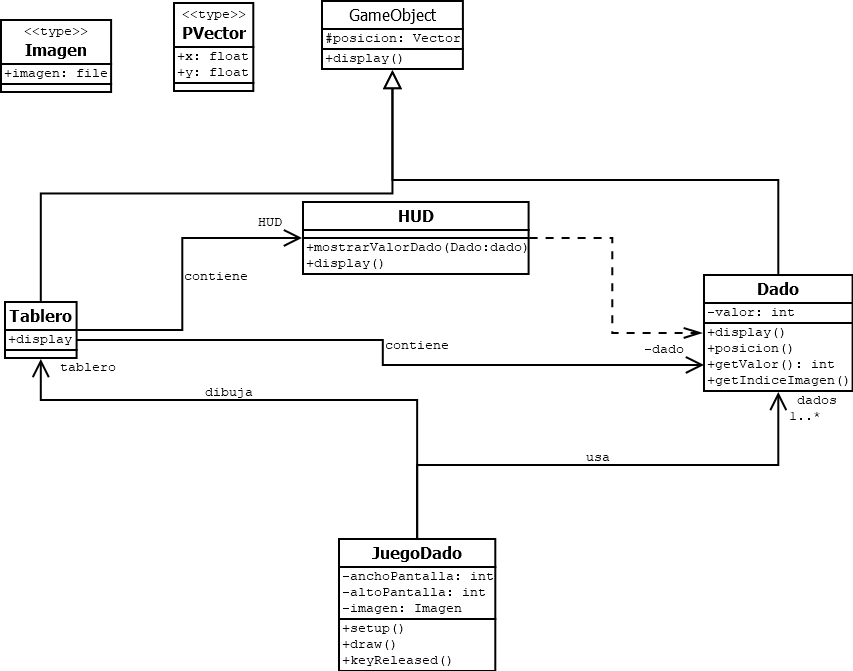 <<type>>
Imagen
+imagen: file
<<type>>
PVector
+x: float
+y: float
GameObject
#posicion: Vector
+display()
HUD
HUD
+mostrarValorDado(Dado:dado)
+display()
contiene
Tablero
+display
contiene
tablero
-dado
Dado
-valor: int
+display()
+posicion()
+getValor(): int
+getIndiceImagen()
dados
1..*
dibuja
usa
JuegoDado
-anchoPantalla: int
-altoPantalla: int
-imagen: Imagen
+setup()
+draw()
+keyReleased()